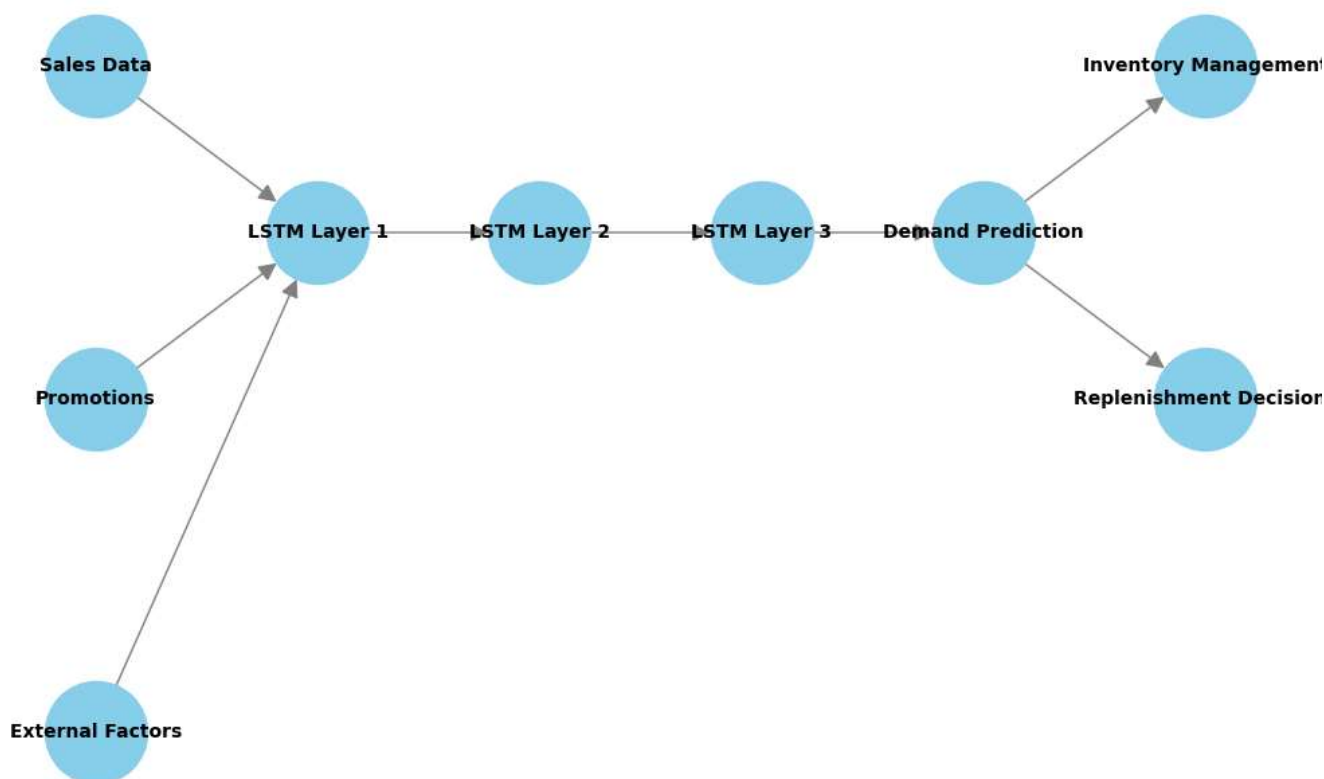 Sales Data
Inventory Management
LSTM Layer 1
LSTM Layer 2
LSTM Layer 3
Demand Prediction
Promotions
Replenishment Decision
External Factors